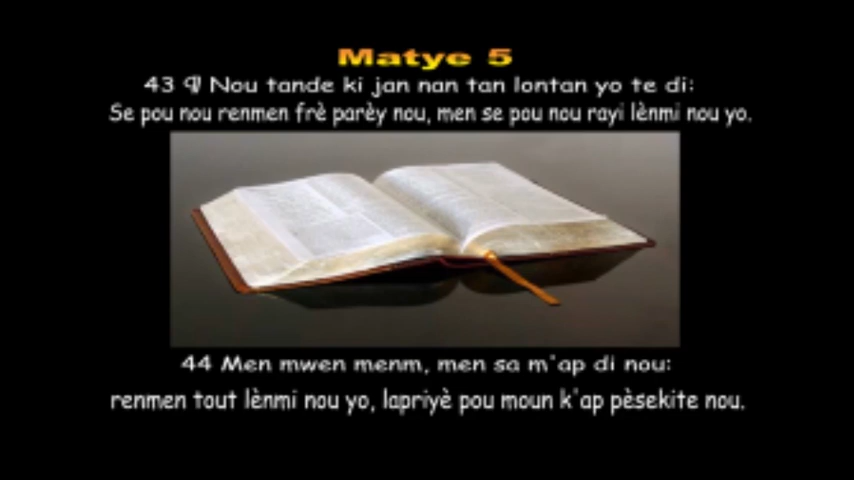 Matye 5
43 ¶ Nou tande ki jan nan tan lontan yo te di:
Se pou nou renmen frè parèy nou, men se pou nou rayi lènmi nou yo.
44 Men mwen menm, men sa m'ap di nou:
renmen tout lènmi nou yo, lapriyè pou moun k'ap pèsekite nou.